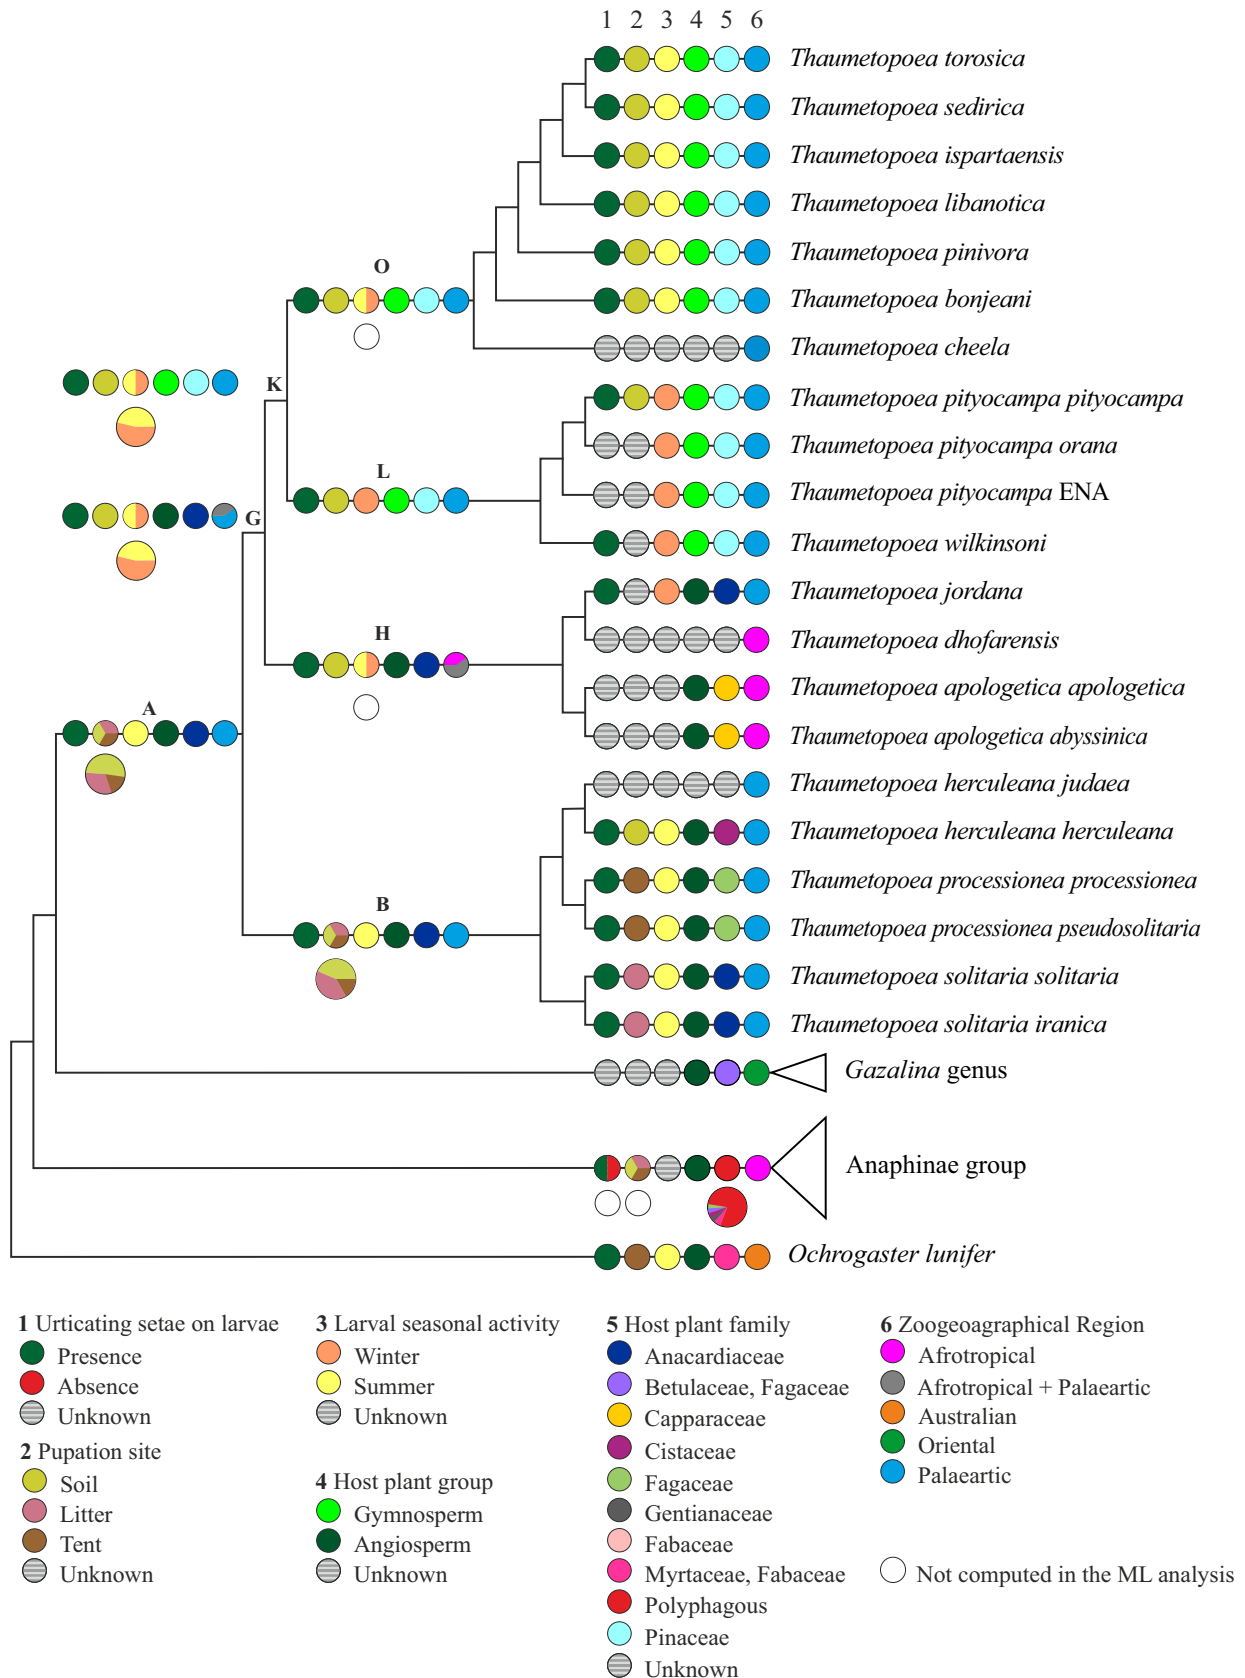 1 2 3 4 5 6
Thaumetopoea torosica
Thaumetopoea sedirica
Thaumetopoea ispartaensis
Thaumetopoea libanotica
Thaumetopoea pinivora
O
Thaumetopoea bonjeani
Thaumetopoea cheela
K
Thaumetopoea pityocampa pityocampa
Thaumetopoea pityocampa orana
L
Thaumetopoea pityocampa ENA
G
Thaumetopoea wilkinsoni
Thaumetopoea jordana
H
Thaumetopoea dhofarensis
Thaumetopoea apologetica apologetica
A
Thaumetopoea apologetica abyssinica
Thaumetopoea herculeana judaea
Thaumetopoea herculeana herculeana
Thaumetopoea processionea processionea
B
Thaumetopoea processionea pseudosolitaria
Thaumetopoea solitaria solitaria
Thaumetopoea solitaria iranica
Gazalina genus
Anaphinae group
Ochrogaster lunifer
1 Urticating setae on larvae
Presence
Absence
Unknown
2 Pupation site
Soil
Litter
Tent
Unknown
3 Larval seasonal activity
Winter
Summer
Unknown
4 Host plant group
Gymnosperm
Angiosperm
Unknown
5 Host plant family
Anacardiaceae
Betulaceae, Fagaceae
Capparaceae
Cistaceae
Fagaceae
Gentianaceae
Fabaceae
Myrtaceae, Fabaceae
Polyphagous
Pinaceae
Unknown
6 Zoogeoagraphical Region
Afrotropical
Afrotropical + Palaeartic
Australian
Oriental
Palaeartic
Not computed in the ML analysis